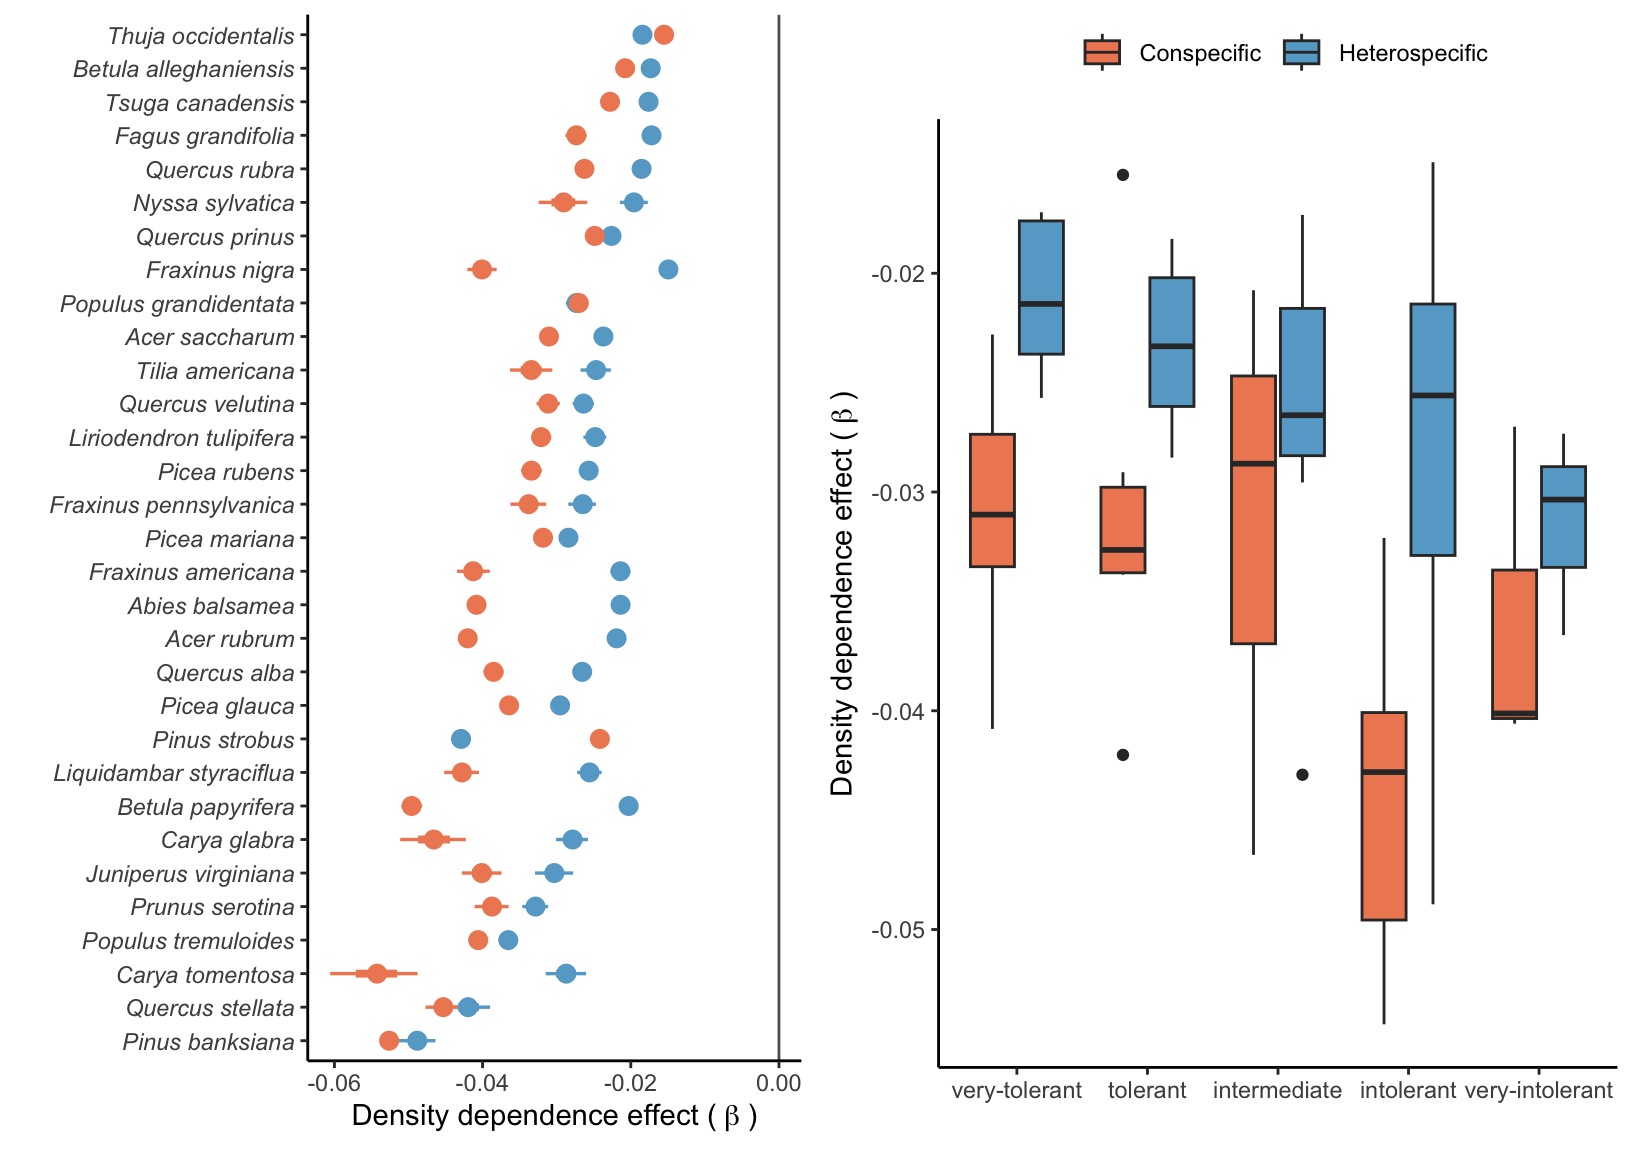 Thuja occidentalis
Betula alleghaniensis
Tsuga canadensis
Fagus grandifolia
Quercus rubra
Nyssa sylvatica
Quercus prinus
Fraxinus nigra
Populus grandidentata
Acer saccharum
Tilia americana
Quercus velutina
Liriodendron tulipifera
Picea rubens
Fraxinus pennsylvanica
Picea mariana
Fraxinus americana
Abies balsamea
Acer rubrum
Quercus alba
Picea glauca
Pinus strobus
Liquidambar styraciflua
Betula papyrifera
Carya glabra
Juniperus virginiana
Prunus serotina
Populus tremuloides
Carya tomentosa
Quercus stellata
Pinus banksiana
-0.06 -0.04 -0.02 0.00
Density dependence effect ( β )
Conspecific Heterospecific
Density dependence effect ( β )
-0.02
-0.03
-0.04
-0.05
very-tolerant tolerant intermediate intolerant very-intolerant